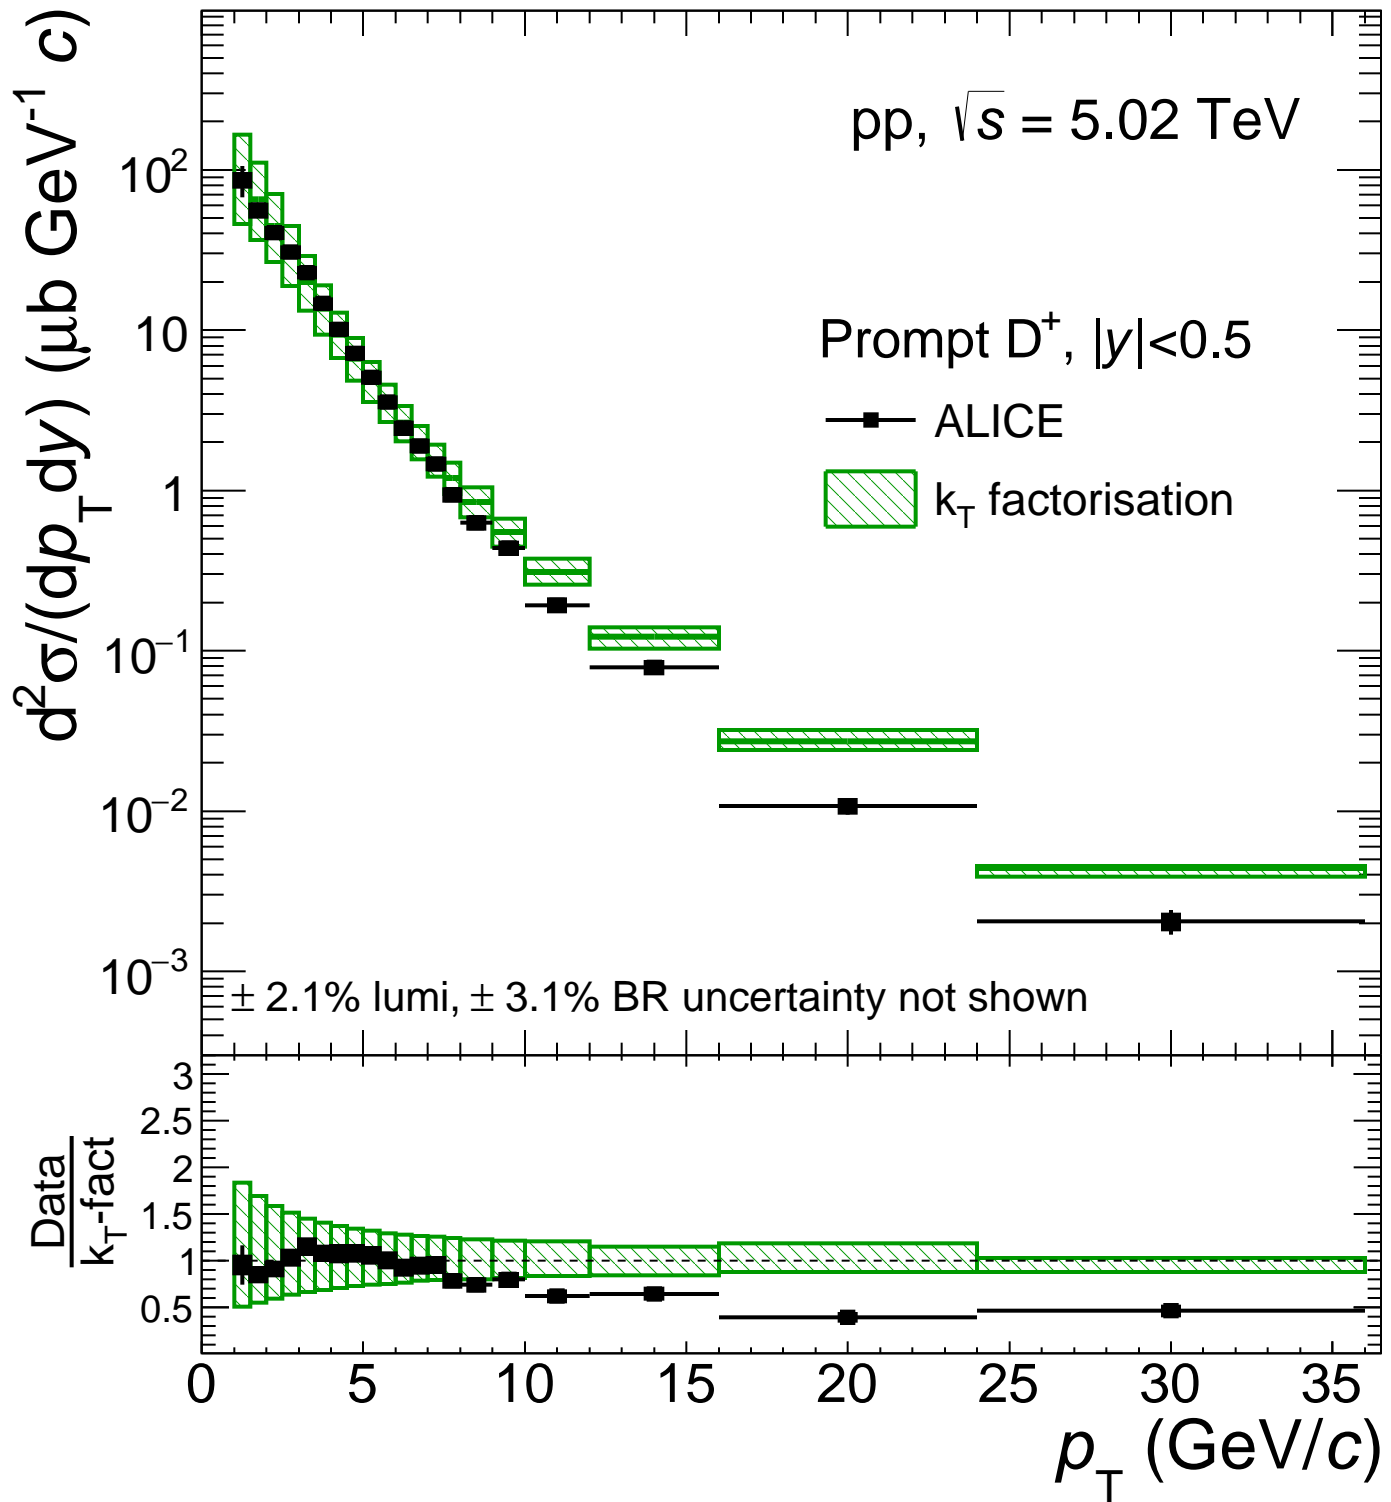 d²σ/(dp_T dy) (μb GeV⁻¹ c)
10²
10
1
10⁻¹
10⁻²
10⁻³
pp, √s = 5.02 TeV
Prompt D⁺, |y|<0.5
ALICE
k_T factorisation
± 2.1% lumi, ± 3.1% BR uncertainty not shown
Data
k_T-fact
3
2.5
2
1.5
1
0.5
0 5 10 15 20 25 30 35
p_T (GeV/c)